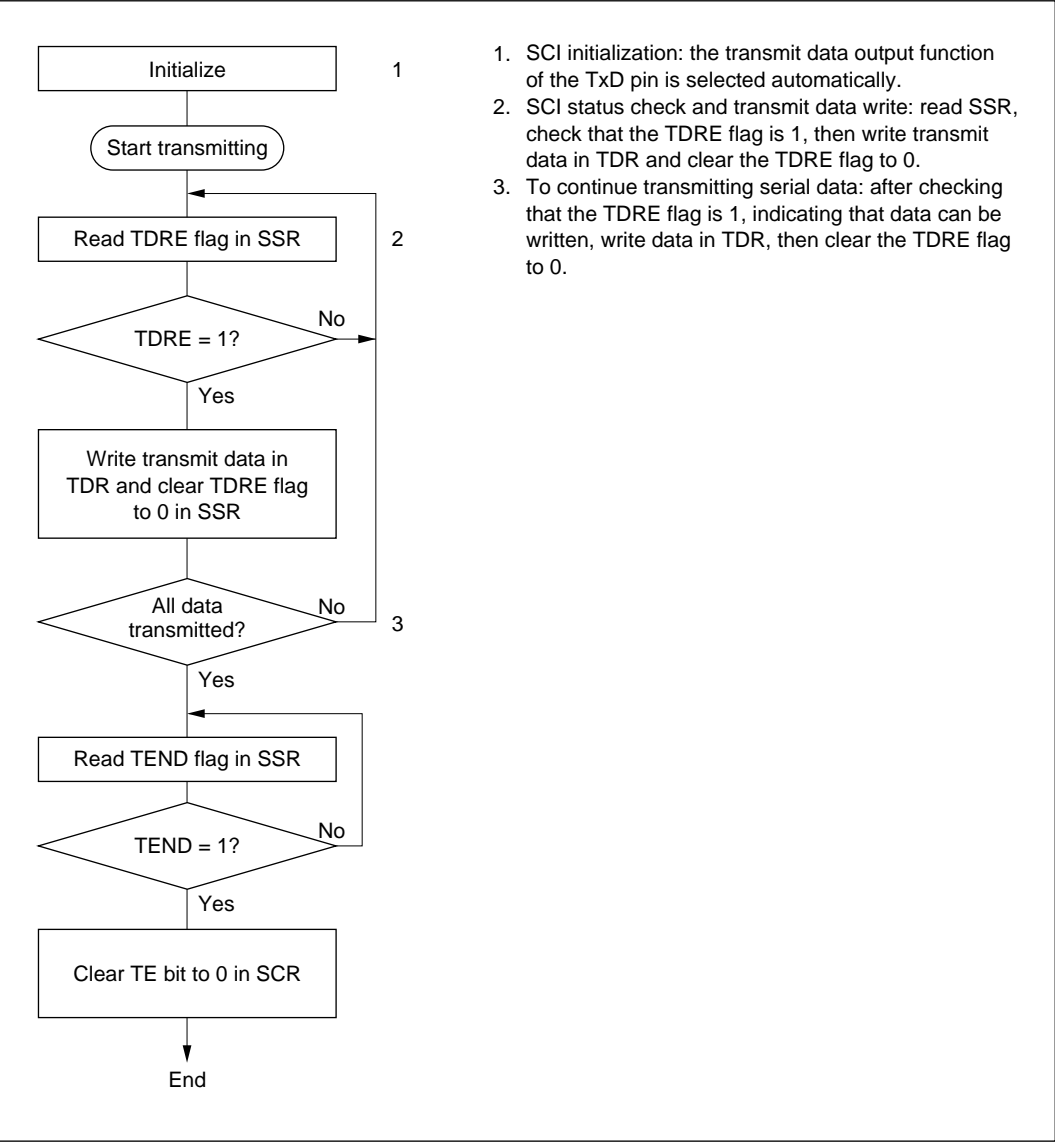 Initialize
1
Start transmitting
Read TDRE flag in SSR
2
TDRE = 1?
No
Yes
Write transmit data in
TDR and clear TDRE flag
to 0 in SSR
All data
transmitted?
No
3
Yes
Read TEND flag in SSR
TEND = 1?
No
Yes
Clear TE bit to 0 in SCR
End
1. SCI initialization: the transmit data output function
of the TxD pin is selected automatically.
2. SCI status check and transmit data write: read SSR,
check that the TDRE flag is 1, then write transmit
data in TDR and clear the TDRE flag to 0.
3. To continue transmitting serial data: after checking
that the TDRE flag is 1, indicating that data can be
written, write data in TDR, then clear the TDRE flag
to 0.